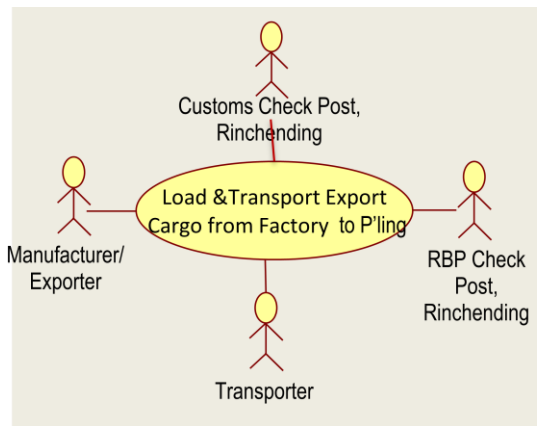 Customs Check Post,
Rinchending
Load &Transport Export
Cargo from Factory to P'ling
Manufacturer/
Exporter
RBP Check
Post,
Rinchending
Transporter